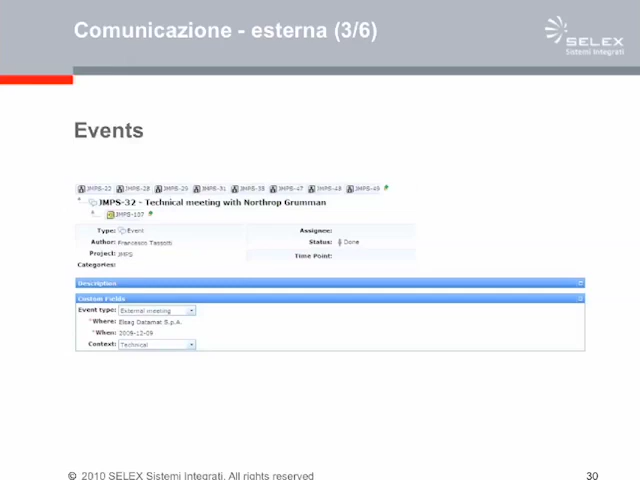 Comunicazione - esterna (3/6)
SELEX
Sistemi Integrati
Events
JMPS-22 JMPS-28 JMPS-29 JMPS-31 JMPS-38 JMPS-47 JMPS-48 JMPS-49
JMPS-32 - Technical meeting with Northrop Grumman
JMPS-137
Type: Event Assignee:
Author: Francesco Tassotti Status: Done
Project: JMPS Time Point:
Categories:
Description
Custom Fields
Event type: External meeting
*Where: Elsag Datamat S.p.A.
*When: 2009-12-09
Context: Technical
© 2010 SELEX Sistemi Integrati. All rights reserved 30